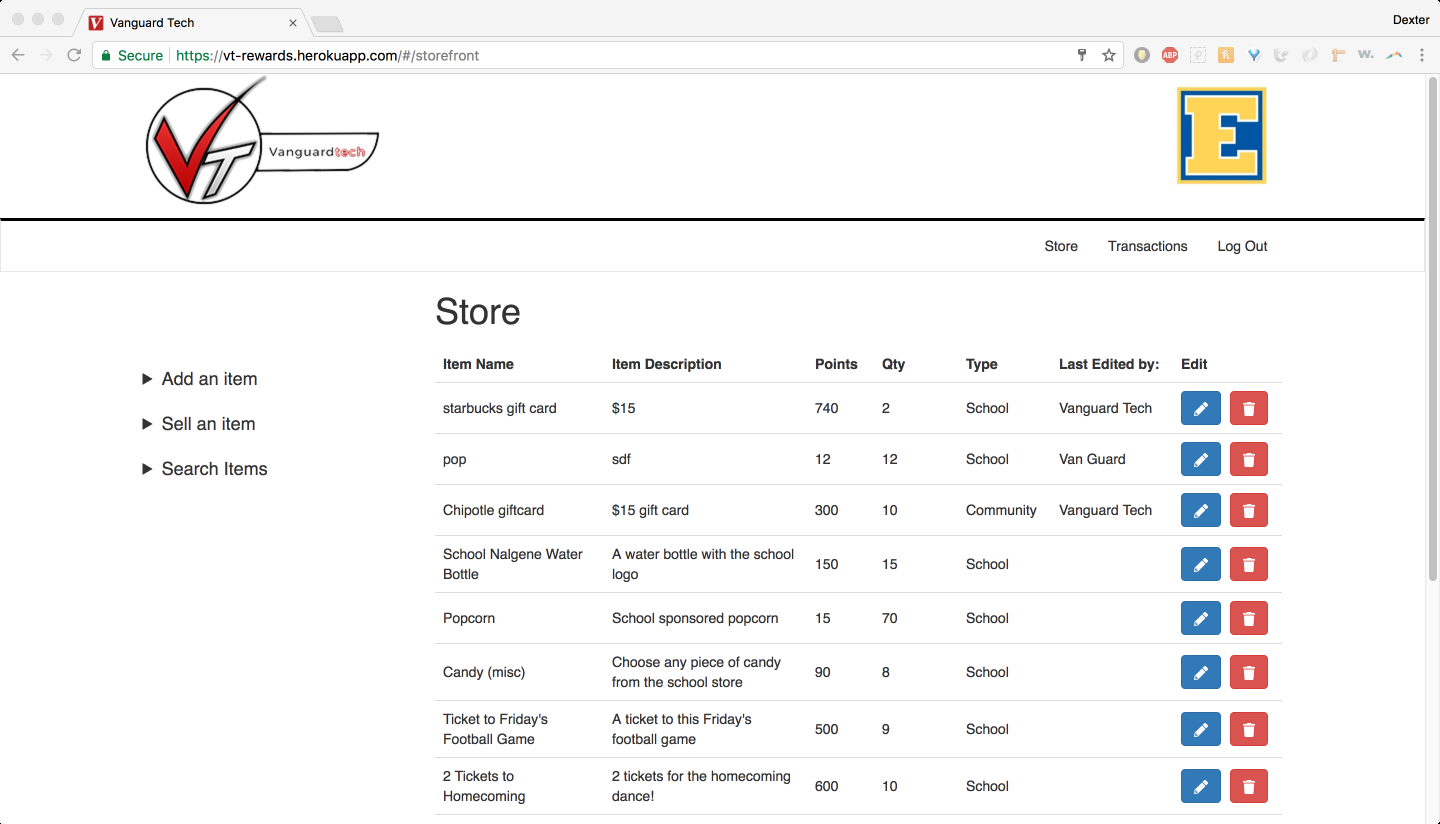 Vanguard Tech
Dexter
Secure https://vt-rewards.herokuapp.com/#/storefront
ABP
W.
VT
Vanguardtech
E
Store Transactions Log Out
Store
Item Name Item Description Points Qty Type Last Edited by: Edit
Add an item
Sell an item
Search Items
starbucks gift card $15 740 2 School Vanguard Tech
pop sdf 12 12 School Van Guard
Chipotle giftcard $15 gift card 300 10 Community Vanguard Tech
School Nalgene Water
Bottle
A water bottle with the school
logo
150 15 School
Popcorn School sponsored popcorn 15 70 School
Candy (misc)
Choose any piece of candy
from the school store
90 8 School
Ticket to Friday's
Football Game
A ticket to this Friday's
football game
500 9 School
2 Tickets to
Homecoming
2 tickets for the homecoming
dance!
600 10 School